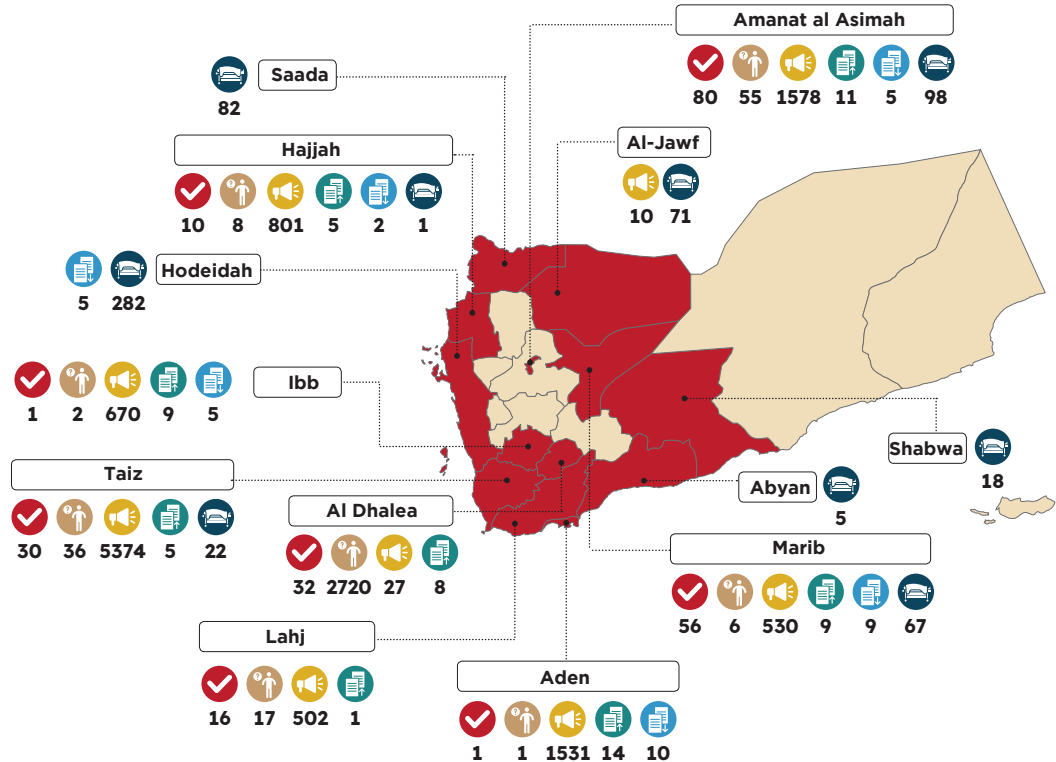 Amanat al Asimah
80 55 1578 11 5 98
Saada
82
Al-Jawf
10 71
Hajjah
10 8 801 5 2 1
Hodeidah
5 282
Ibb
1 2 670 9 5
Shabwa
18
Taiz
30 36 5374 5 22
Abyan
5
Al Dhalea
32 2720 27 8
Marib
56 6 530 9 9 67
Lahj
16 17 502 1
Aden
1 1 1531 14 10